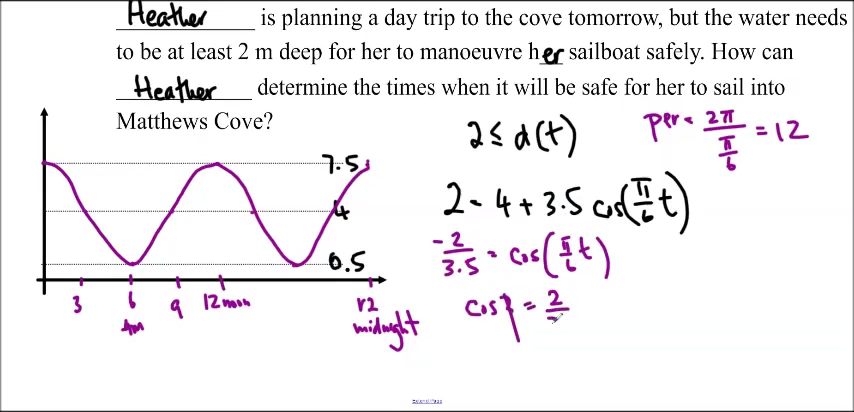 Heather is planning a day trip to the cove tomorrow, but the water needs
to be at least 2 m deep for her to manoeuvre her sailboat safely. How can
Heather determine the times when it will be safe for her to sail into
Matthews Cove?
2 ≤ d(t)
per = 2π / (π/6) = 12
7.5
4
0.5
2 = 4 + 3.5 cos(π/6 t)
-2/3.5 = cos(π/6 t)
cos = 2/
3 6 9 12 noon 12
Am midnight